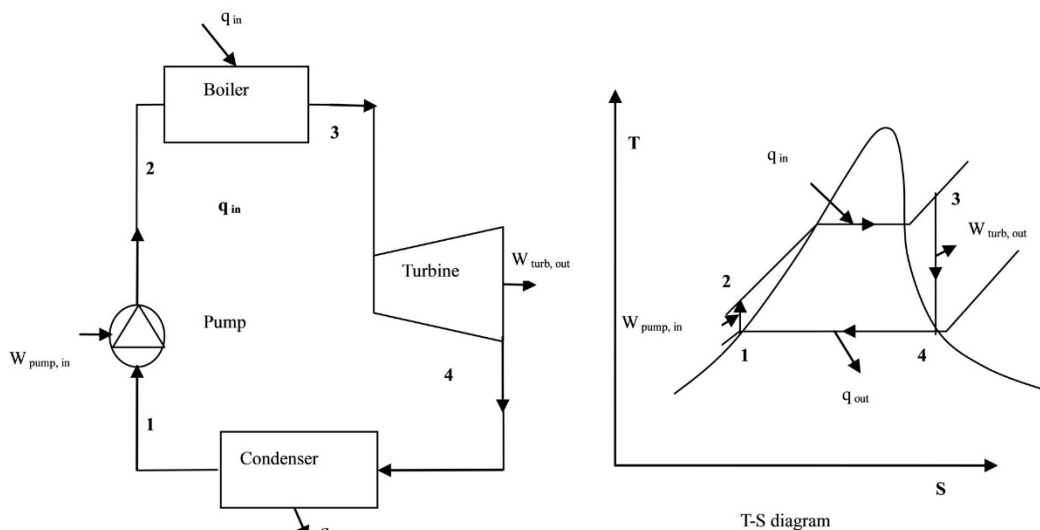 q in
Boiler
3
2
q in
Turbine
W turb, out
Pump
W pump, in
4
1
Condenser
T
q in
3
W turb, out
2
W pump, in
1
4
q out
S
T-S diagram